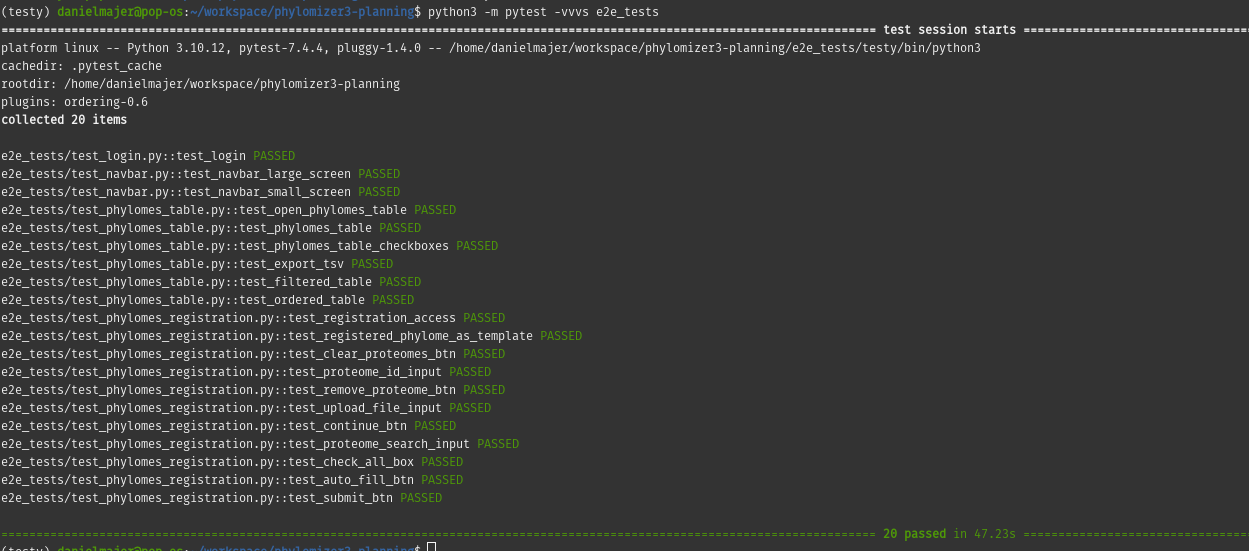 (testy) danielmajer@pop-os:~/workspace/phylomizer3-planning$ python3 -m pytest -vvvs e2e_tests
============================== test session starts ==============================
platform linux -- Python 3.10.12, pytest-7.4.4, pluggy-1.4.0 -- /home/danielmajer/workspace/phylomizer3-planning/e2e_tests/testy/bin/python3
cachedir: .pytest_cache
rootdir: /home/danielmajer/workspace/phylomizer3-planning
plugins: ordering-0.6
collected 20 items
e2e_tests/test_login.py::test_login PASSED
e2e_tests/test_navbar.py::test_navbar_large_screen PASSED
e2e_tests/test_navbar.py::test_navbar_small_screen PASSED
e2e_tests/test_phylomes_table.py::test_open_phylomes_table PASSED
e2e_tests/test_phylomes_table.py::test_phylomes_table PASSED
e2e_tests/test_phylomes_table.py::test_phylomes_table_checkboxes PASSED
e2e_tests/test_phylomes_table.py::test_export_tsv PASSED
e2e_tests/test_phylomes_table.py::test_filtered_table PASSED
e2e_tests/test_phylomes_table.py::test_ordered_table PASSED
e2e_tests/test_phylomes_registration.py::test_registration_access PASSED
e2e_tests/test_phylomes_registration.py::test_registered_phylome_as_template PASSED
e2e_tests/test_phylomes_registration.py::test_clear_proteomes_btn PASSED
e2e_tests/test_phylomes_registration.py::test_proteome_id_input PASSED
e2e_tests/test_phylomes_registration.py::test_remove_proteome_btn PASSED
e2e_tests/test_phylomes_registration.py::test_upload_file_input PASSED
e2e_tests/test_phylomes_registration.py::test_continue_btn PASSED
e2e_tests/test_phylomes_registration.py::test_proteome_search_input PASSED
e2e_tests/test_phylomes_registration.py::test_check_all_box PASSED
e2e_tests/test_phylomes_registration.py::test_auto_fill_btn PASSED
e2e_tests/test_phylomes_registration.py::test_submit_btn PASSED
============================== 20 passed in 47.23s ==============================
(testy) danielmajer@pop-os:~/workspace/phylomizer3-planning$